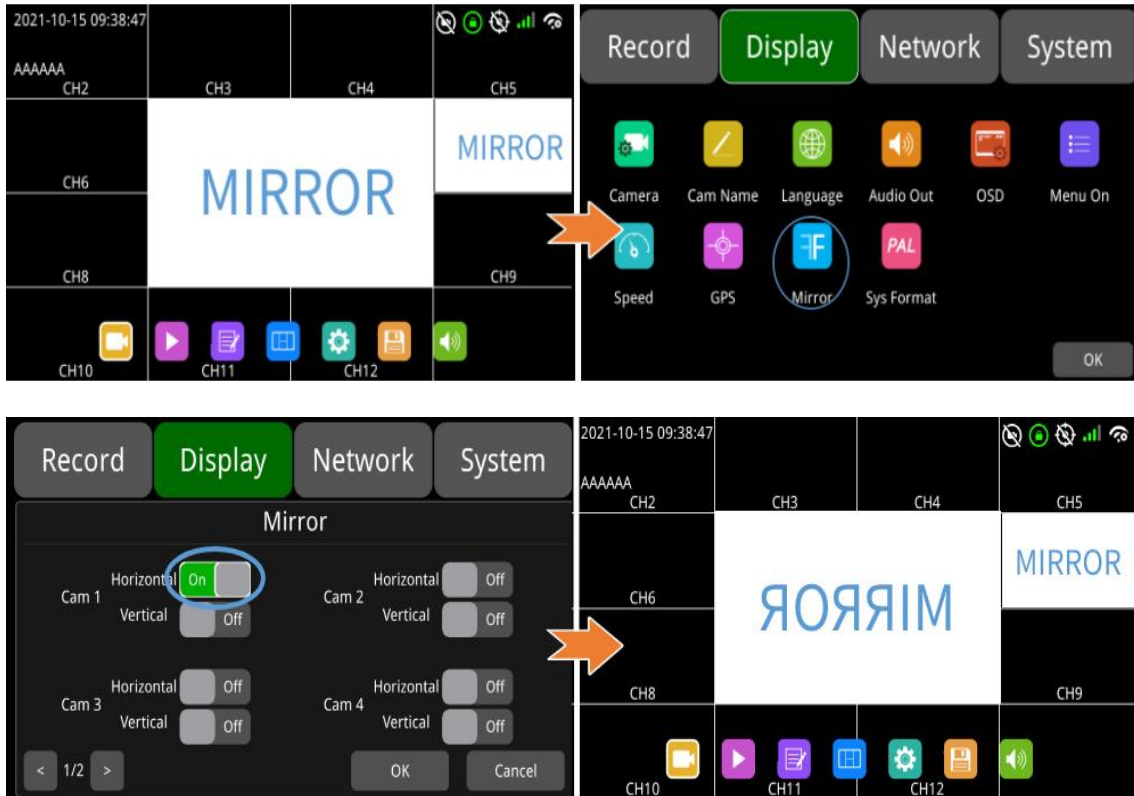 2021-10-15 09:38:47
AAAAAA
CH2 CH3 CH4 CH5
MIRROR
MIRROR
CH6
CH8 CH9
CH10 CH11 CH12
Record Display Network System
Camera Cam Name Language Audio Out OSD Menu On
F
PAL
Speed GPS Mirror Sys Format
OK
Record Display Network System
Mirror
Cam 1 Horizontal On Cam 2 Horizontal Off
Vertical Off Vertical Off
Cam 3 Horizontal Off Cam 4 Horizontal Off
Vertical Off Vertical Off
< 1/2 > OK Cancel
2021-10-15 09:38:47
AAAAAA
CH2 CH3 CH4 CH5
MIRROR
MIRROR
CH6
CH8 CH9
CH10 CH11 CH12